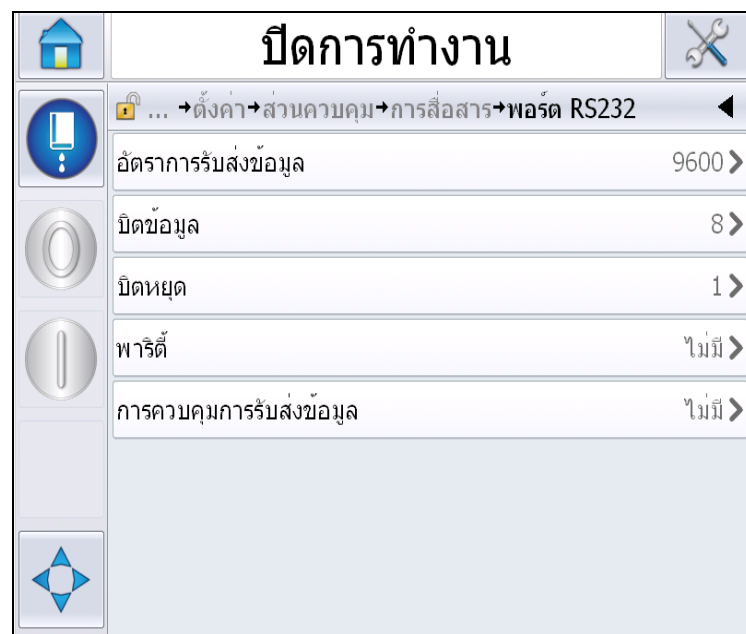 ปิดการทำงาน
... →ตั้งค่า→ส่วนควบคุม→การสื่อสาร→พอร์ต RS232
อัตราการรับส่งข้อมูล 9600
บิตข้อมูล 8
บิตหยุด 1
พาริตี้ ไม่มี
การควบคุมการรับส่งข้อมูล ไม่มี